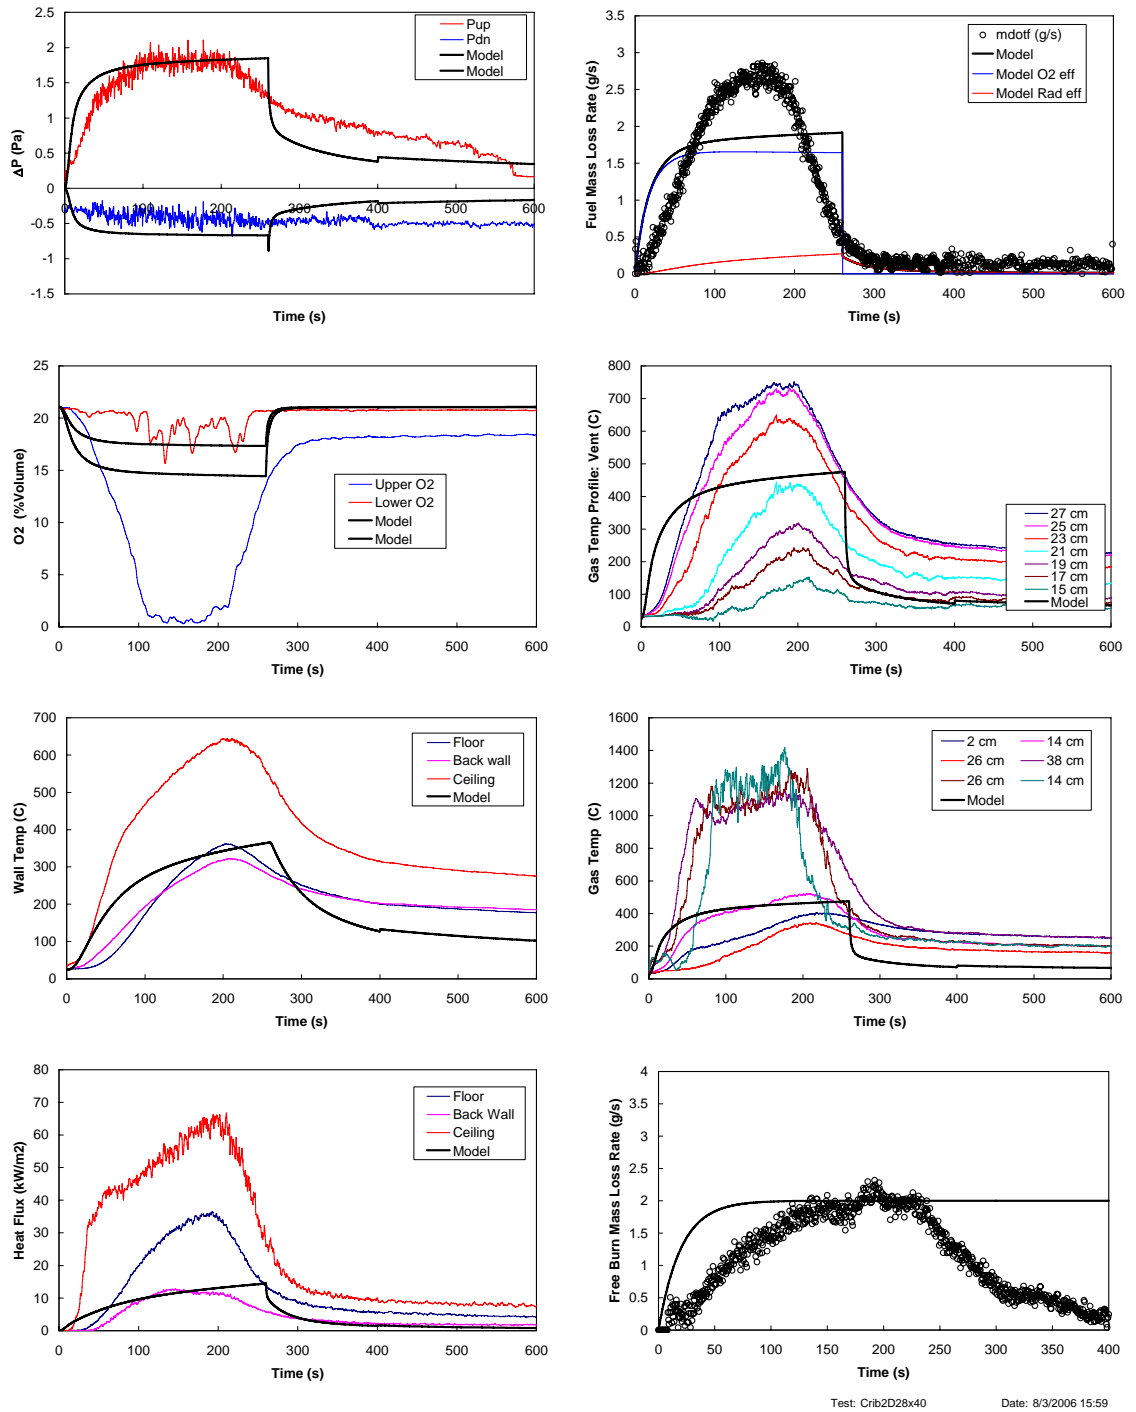 2
1.5
1
0.5
0
-0.5
-1
-1.5
0 100 200 300 400 500 600
ΔP (Pa)
Time (s)
Pup
Pdn
Model
Model
3.5
3
2.5
2
1.5
1
0.5
0
0 100 200 300 400 500 600
Fuel Mass Loss Rate (g/s)
Time (s)
mdotf (g/s)
Model
Model O2 eff
Model Rad eff
25
20
15
10
5
0
0 100 200 300 400 500 600
O2 (%Volume)
Time (s)
Upper O2
Lower O2
Model
Model
800
700
600
500
400
300
200
100
0
0 100 200 300 400 500 600
Gas Temp Profile: Vent (C)
Time (s)
27 cm
25 cm
23 cm
21 cm
19 cm
17 cm
15 cm
Model
700
600
500
400
300
200
100
0
0 100 200 300 400 500 600
Wall Temp (C)
Time (s)
Floor
Back wall
Ceiling
Model
1600
1400
1200
1000
800
600
400
200
0
0 100 200 300 400 500 600
Gas Temp (C)
Time (s)
2 cm 14 cm
26 cm 38 cm
26 cm 14 cm
Model
80
70
60
50
40
30
20
10
0
0 100 200 300 400 500 600
Heat Flux (kW/m2)
Time (s)
Floor
Back Wall
Ceiling
Model
4
3.5
3
2.5
2
1.5
1
0.5
0
0 50 100 150 200 250 300 350 400
Free Burn Mass Loss Rate (g/s)
Time (s)
Test: Crib2D28x40 Date: 8/3/2006 15:59